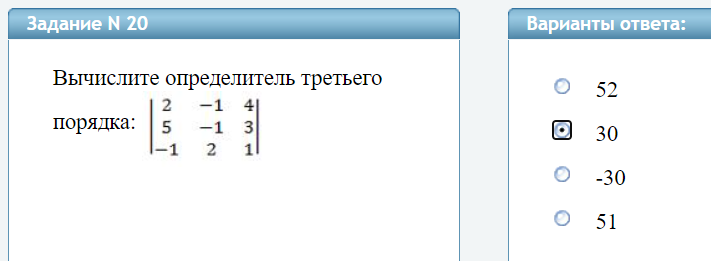 Задание N 20
Варианты ответа:
Вычислите определитель третьего
порядка:
2 −1 4
5 −1 3
−1 2 1
52
30
-30
51